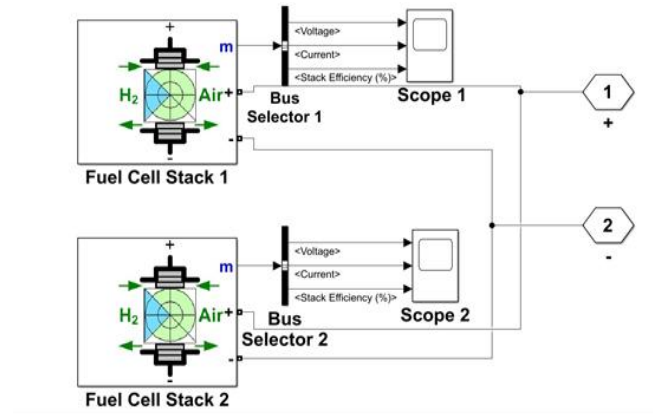 +
m
<Voltage>
<Current>
<Stack Efficiency (%)>
H₂
Air+
-
-
Bus
Selector 1
Scope 1
Fuel Cell Stack 1
1
+
2
-
+
m
<Voltage>
<Current>
<Stack Efficiency (%)>
H₂
Air+
-
-
Bus
Selector 2
Scope 2
Fuel Cell Stack 2